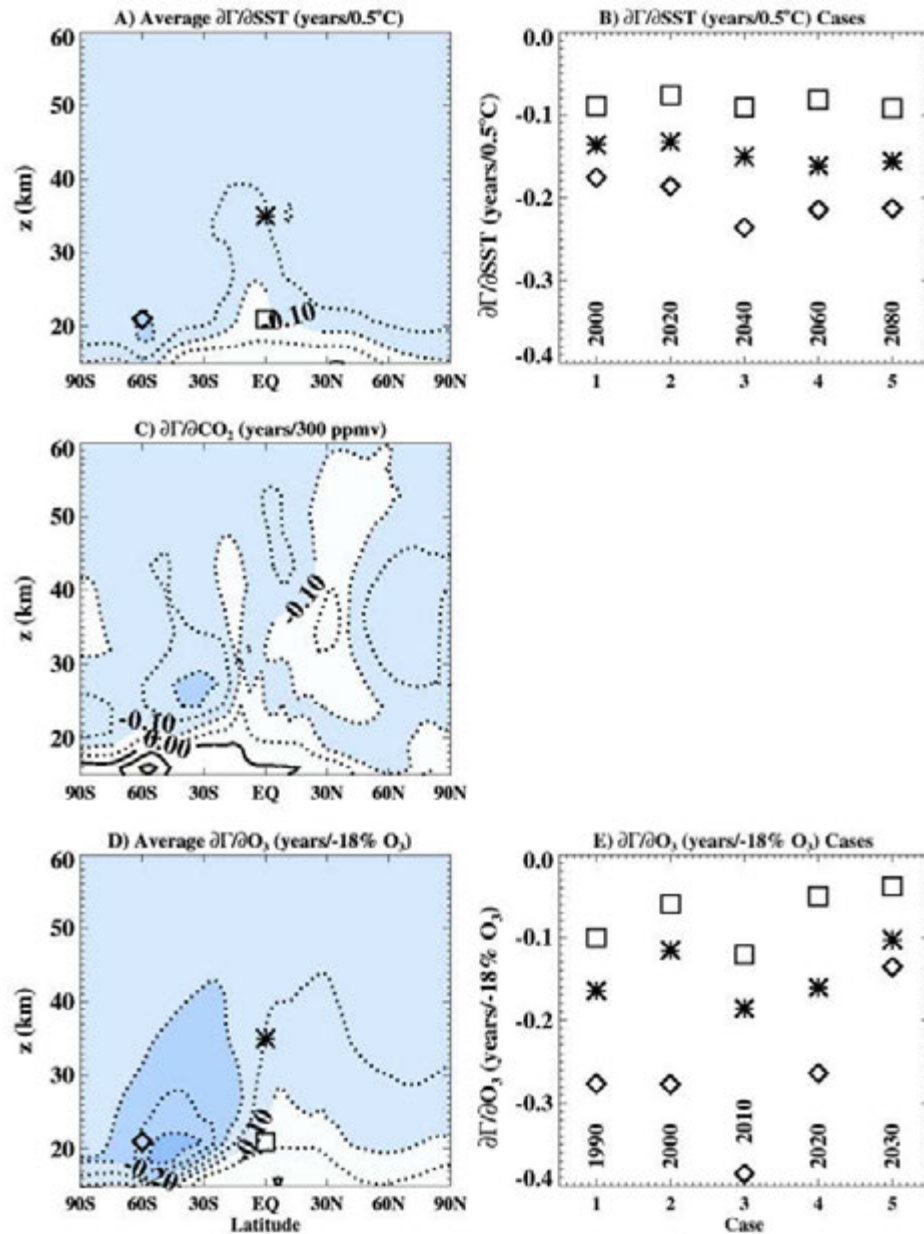 A) Average ∂Γ/∂SST (years/0.5°C)
60
50
40
30
20
z (km)
-0.10
90S 60S 30S EQ 30N 60N 90N
B) ∂Γ/∂SST (years/0.5°C) Cases
0.0
-0.1
-0.2
-0.3
-0.4
∂Γ/∂SST (years/0.5°C)
2000 2020 2040 2060 2080
1 2 3 4 5
C) ∂Γ/∂CO₂ (years/300 ppmv)
60
50
40
30
20
z (km)
-0.10
-0.10
0.00
90S 60S 30S EQ 30N 60N 90N
D) Average ∂Γ/∂O₃ (years/-18% O₃)
60
50
40
30
20
z (km)
-0.10
-0.20
90S 60S 30S EQ 30N 60N 90N
Latitude
E) ∂Γ/∂O₃ (years/-18% O₃) Cases
0.0
-0.1
-0.2
-0.3
-0.4
∂Γ/∂O₃ (years/-18% O₃)
1990 2000 2010 2020 2030
1 2 3 4 5
Case